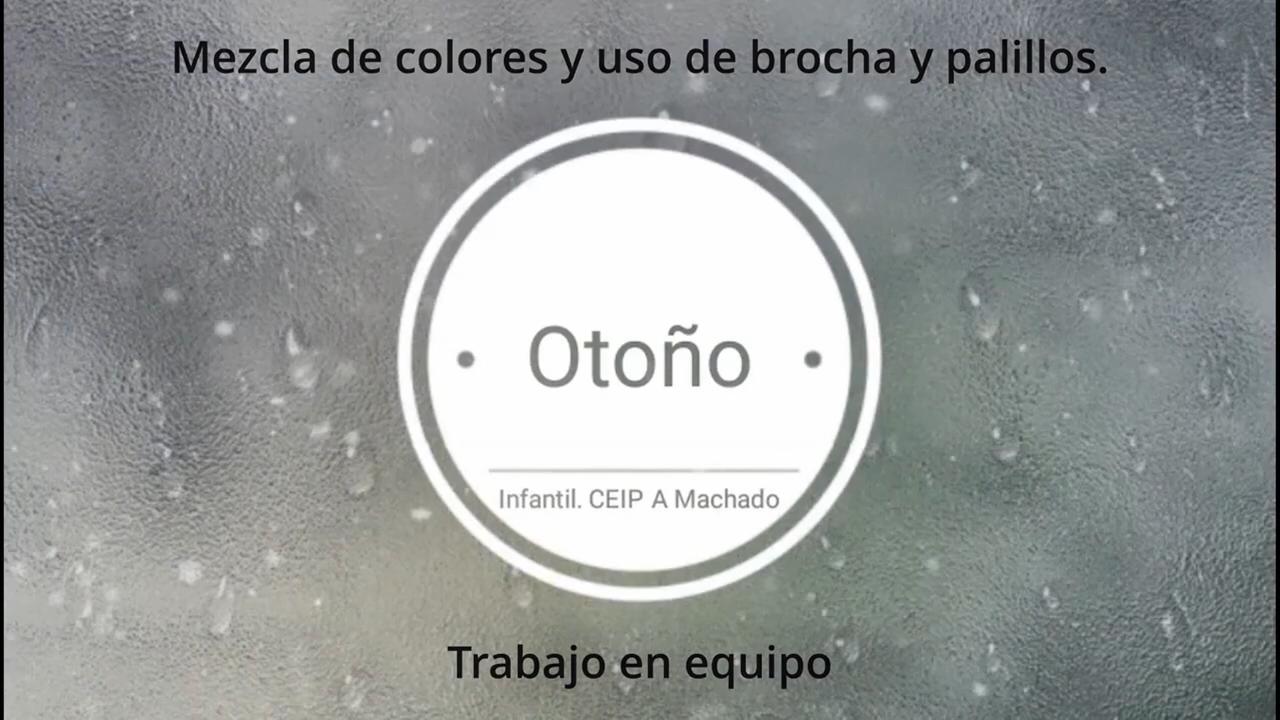 Mezcla de colores y uso de brocha y palillos.
• Otoño •
Infantil. CEIP A Machado
Trabajo en equipo